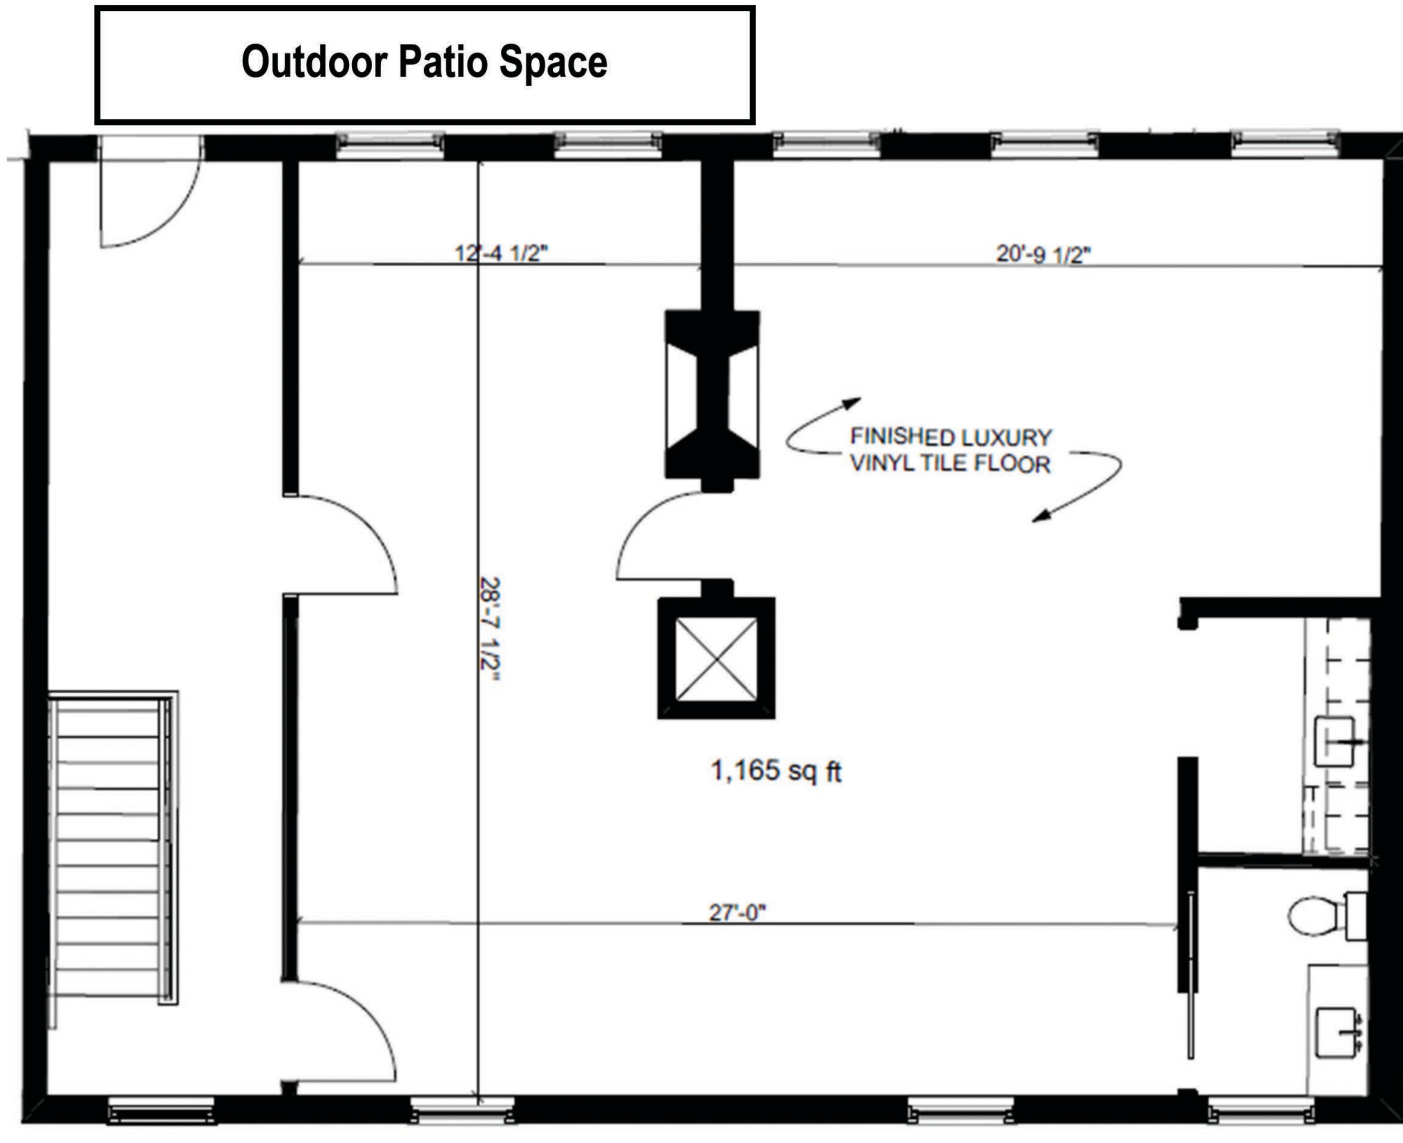 Outdoor Patio Space
12'-4 1/2"
20'-9 1/2"
FINISHED LUXURY
VINYL TILE FLOOR
28'-7 1/2"
1,165 sq ft
27'-0"